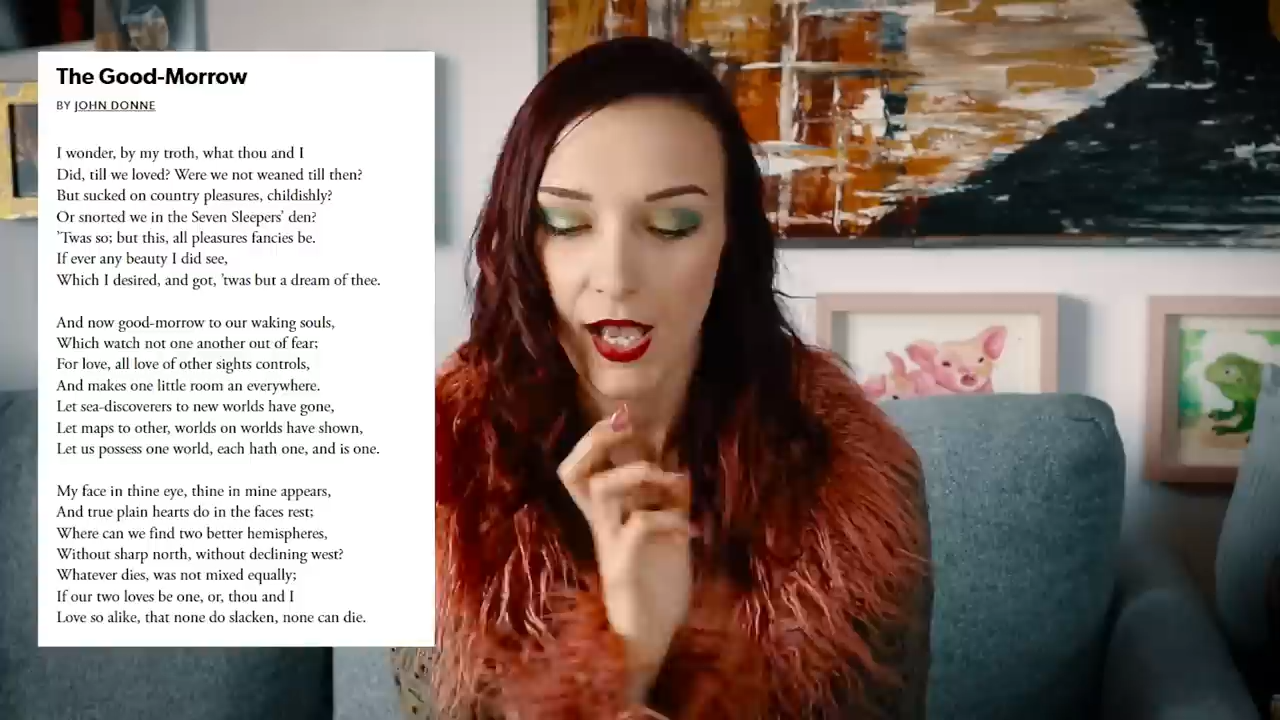 The Good-Morrow
BY JOHN DONNE
I wonder, by my troth, what thou and I
Did, till we loved? Were we not weaned till then?
But sucked on country pleasures, childishly?
Or snorted we in the Seven Sleepers' den?
'Twas so; but this, all pleasures fancies be.
If ever any beauty I did see,
Which I desired, and got, 'twas but a dream of thee.
And now good-morrow to our waking souls,
Which watch not one another out of fear;
For love, all love of other sights controls,
And makes one little room an everywhere.
Let sea-discoverers to new worlds have gone,
Let maps to other, worlds on worlds have shown,
Let us possess one world, each hath one, and is one.
My face in thine eye, thine in mine appears,
And true plain hearts do in the faces rest;
Where can we find two better hemispheres,
Without sharp north, without declining west?
Whatever dies, was not mixed equally;
If our two loves be one, or, thou and I
Love so alike, that none do slacken, none can die.